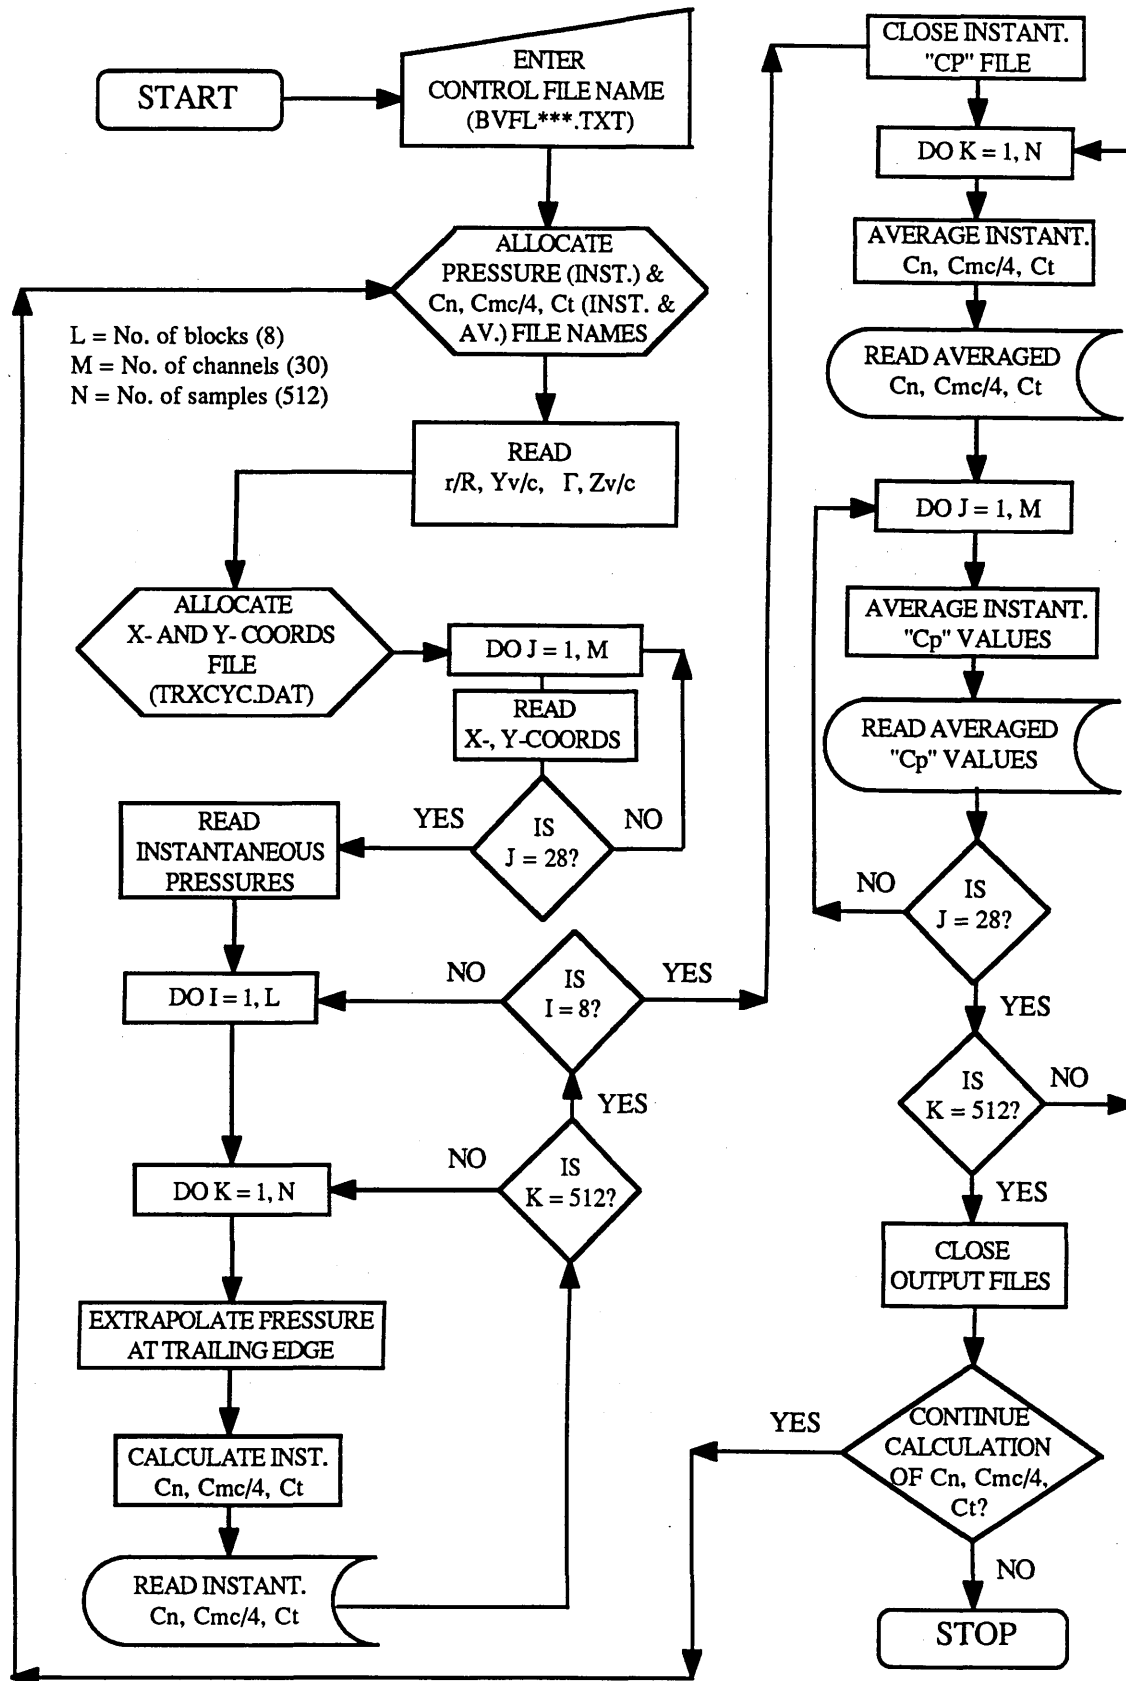 START
ENTER
CONTROL FILE NAME
(BVFL***.TXT)
ALLOCATE
PRESSURE (INST.) &
Cn, Cmc/4, Ct (INST. &
AV.) FILE NAMES
L = No. of blocks (8)
M = No. of channels (30)
N = No. of samples (512)
READ
r/R, Yv/c, Γ, Zv/c
ALLOCATE
X- AND Y- COORDS
FILE
(TRXCYC.DAT)
DO J = 1, M
READ
X-, Y-COORDS
IS
J = 28?
YES
NO
READ
INSTANTANEOUS
PRESSURES
DO I = 1, L
NO
IS
I = 8?
YES
YES
DO K = 1, N
NO
IS
K = 512?
EXTRAPOLATE PRESSURE
AT TRAILING EDGE
CALCULATE INST.
Cn, Cmc/4, Ct
READ INSTANT.
Cn, Cmc/4, Ct
CLOSE INSTANT.
"CP" FILE
DO K = 1, N
AVERAGE INSTANT.
Cn, Cmc/4, Ct
READ AVERAGED
Cn, Cmc/4, Ct
DO J = 1, M
AVERAGE INSTANT.
"Cp" VALUES
READ AVERAGED
"Cp" VALUES
NO
IS
J = 28?
YES
IS
K = 512?
NO
YES
CLOSE
OUTPUT FILES
YES
CONTINUE
CALCULATION
OF Cn, Cmc/4,
Ct?
NO
STOP